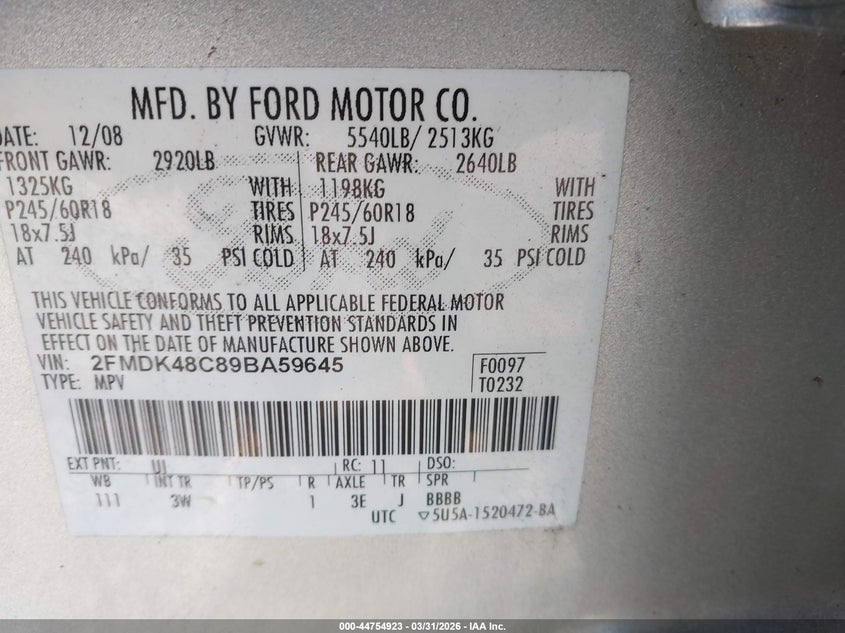 MFD. BY FORD MOTOR CO.
DATE: 12/08 GVWR: 5540LB/ 2513KG
FRONT GAWR: 2920LB REAR GAWR: 2640LB
1325KG WITH 1198KG WITH
P245/60R18 TIRES P245/60R18 TIRES
18x7.5J RIMS 18x7.5J RIMS
AT 240 kPa/ 35 PSI COLD AT 240 kPa/ 35 PSI COLD
THIS VEHICLE CONFORMS TO ALL APPLICABLE FEDERAL MOTOR
VEHICLE SAFETY AND THEFT PREVENTION STANDARDS IN
EFFECT ON THE DATE OF MANUFACTURE SHOWN ABOVE.
VIN: 2FMDK48C89BA59645 F0097
TYPE: MPV T0232
EXT PNT: UJ RC: 11 DSO:
WB INT TR TP/PS R AXLE TR SPR
111 3W 1 3E J BBBB
UTC ▽5U5A-1520472-BA
000-44754923 - 03/31/2026 - IAA Inc.